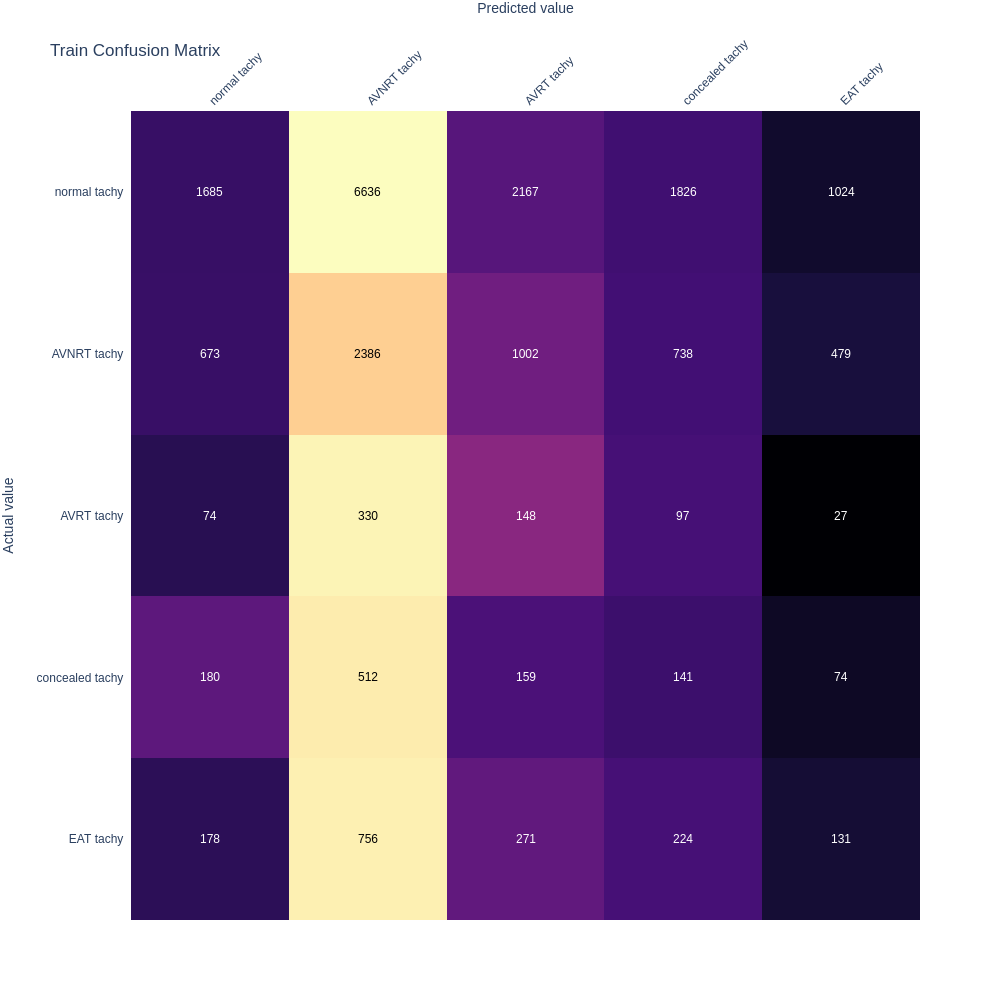 Predicted value
Train Confusion Matrix
normal tachy
AVNRT tachy
AVRT tachy
concealed tachy
EAT tachy
normal tachy 1685 6636 2167 1826 1024
AVNRT tachy 673 2386 1002 738 479
Actual value
AVRT tachy 74 330 148 97 27
concealed tachy 180 512 159 141 74
EAT tachy 178 756 271 224 131